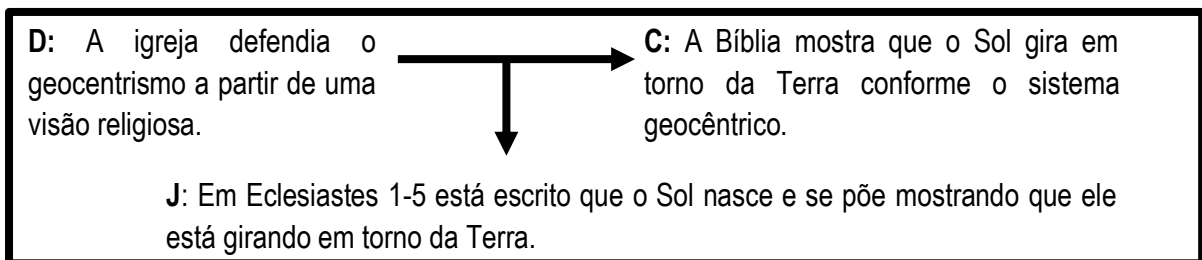 D: A igreja defendia o
geocentrismo a partir de uma
visão religiosa.
C: A Bíblia mostra que o Sol gira em
torno da Terra conforme o sistema
geocêntrico.
J: Em Eclesiastes 1-5 está escrito que o Sol nasce e se põe mostrando que ele
está girando em torno da Terra.